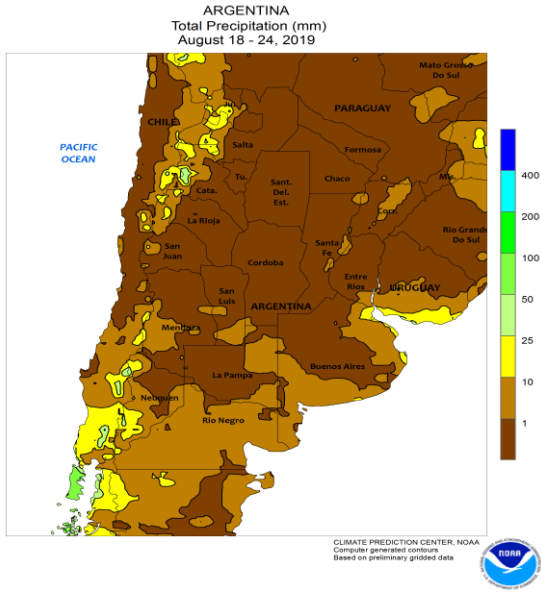 ARGENTINA
Total Precipitation (mm)
August 18 - 24, 2019
Mato Grosso
Do Sul
Ju.
PARAGUAY
CHILE
PACIFIC
OCEAN
Salta
Formosa
Tu.
Chaco
Mis.
Sant.
Del.
Est.
Cata.
Corr.
La Rioja
Rio Grande
Do Sul
Santa
Fe
San
Juan
Cordoba
Entre
Rios
URUGUAY
San
Luis
ARGENTINA
Mendoza
Buenos Aires
La Pampa
Neuquen
Rio Negro
400
200
100
50
25
10
1
CLIMATE PREDICTION CENTER, NOAA
Computer generated contours
Based on preliminary gridded data
NOAA